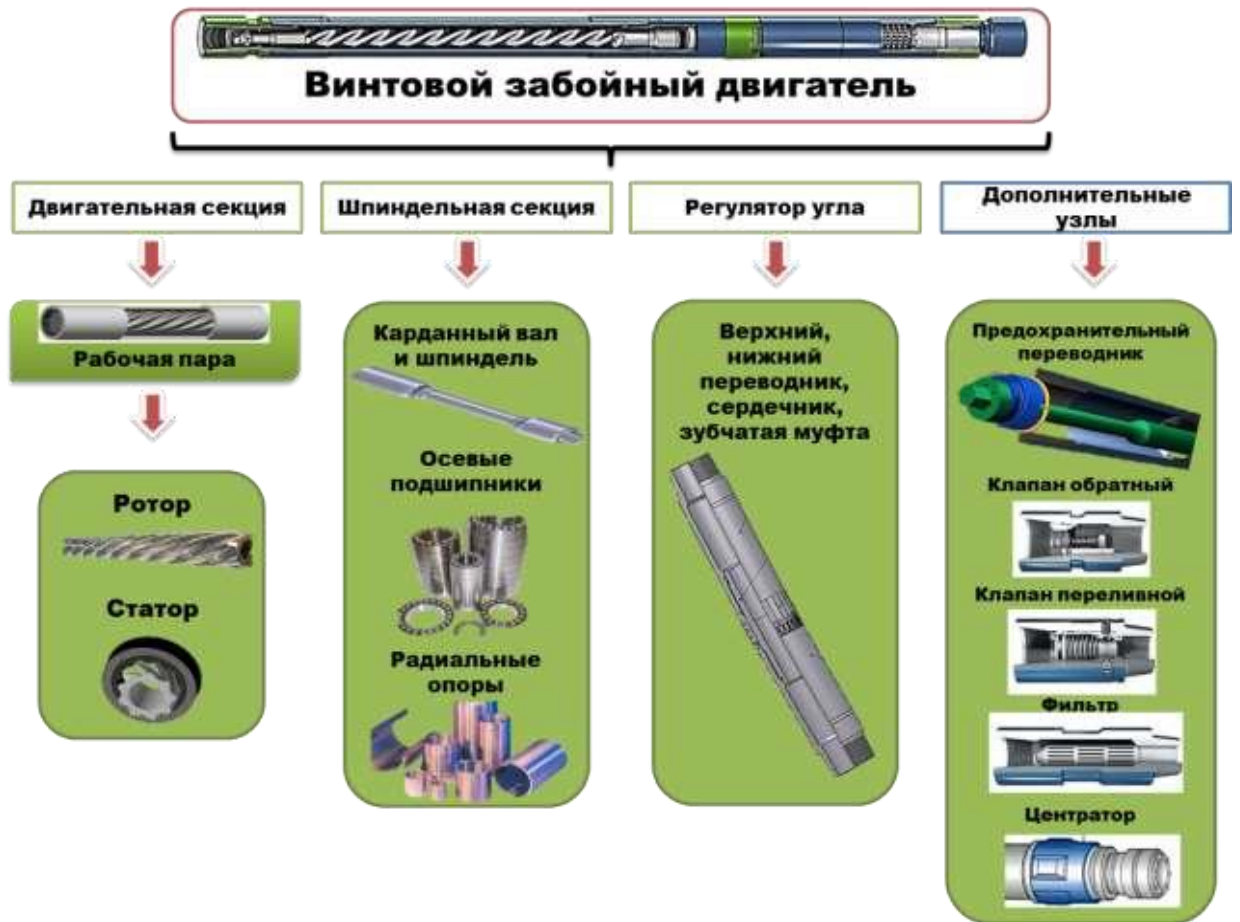 Винтовой забойный двигатель
Двигательная секция
Шпиндельная секция
Регулятор угла
Дополнительные
узлы
Рабочая пара
Ротор
Статор
Карданный вал
и шпиндель
Осевые
подшипники
Радиальные
опоры
Верхний,
нижний
переводник,
сердечник,
зубчатая муфта
Предохранительный
переводник
Клапан обратный
Клапан переливной
Фильтр
Центратор